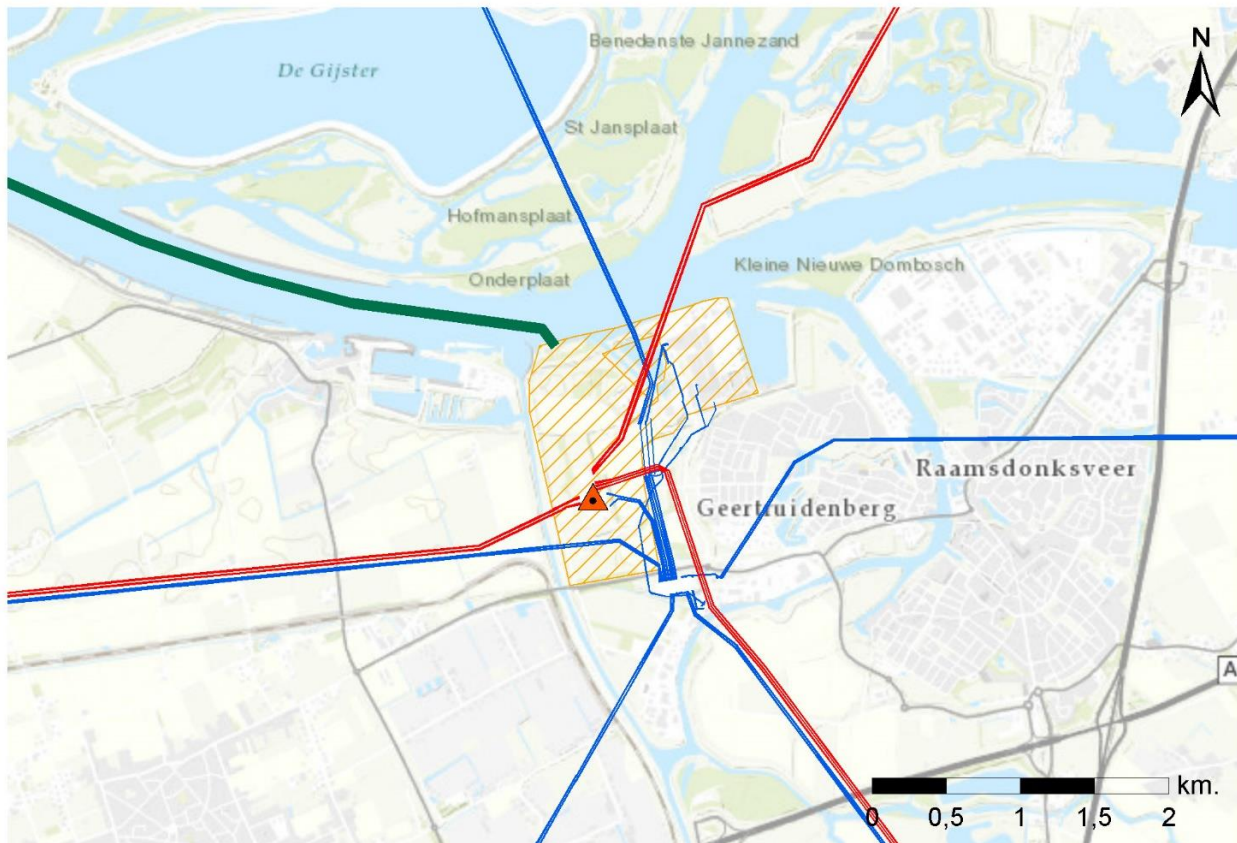 Benedenste Jannezand
N
De Gijster
St Jansplaat
Hofmansplaat
Onderplaat
Kleine Nieuwe Dombosch
Raamsdonksveer
Geertruidenberg
A
km.
0 0,5 1 1,5 2